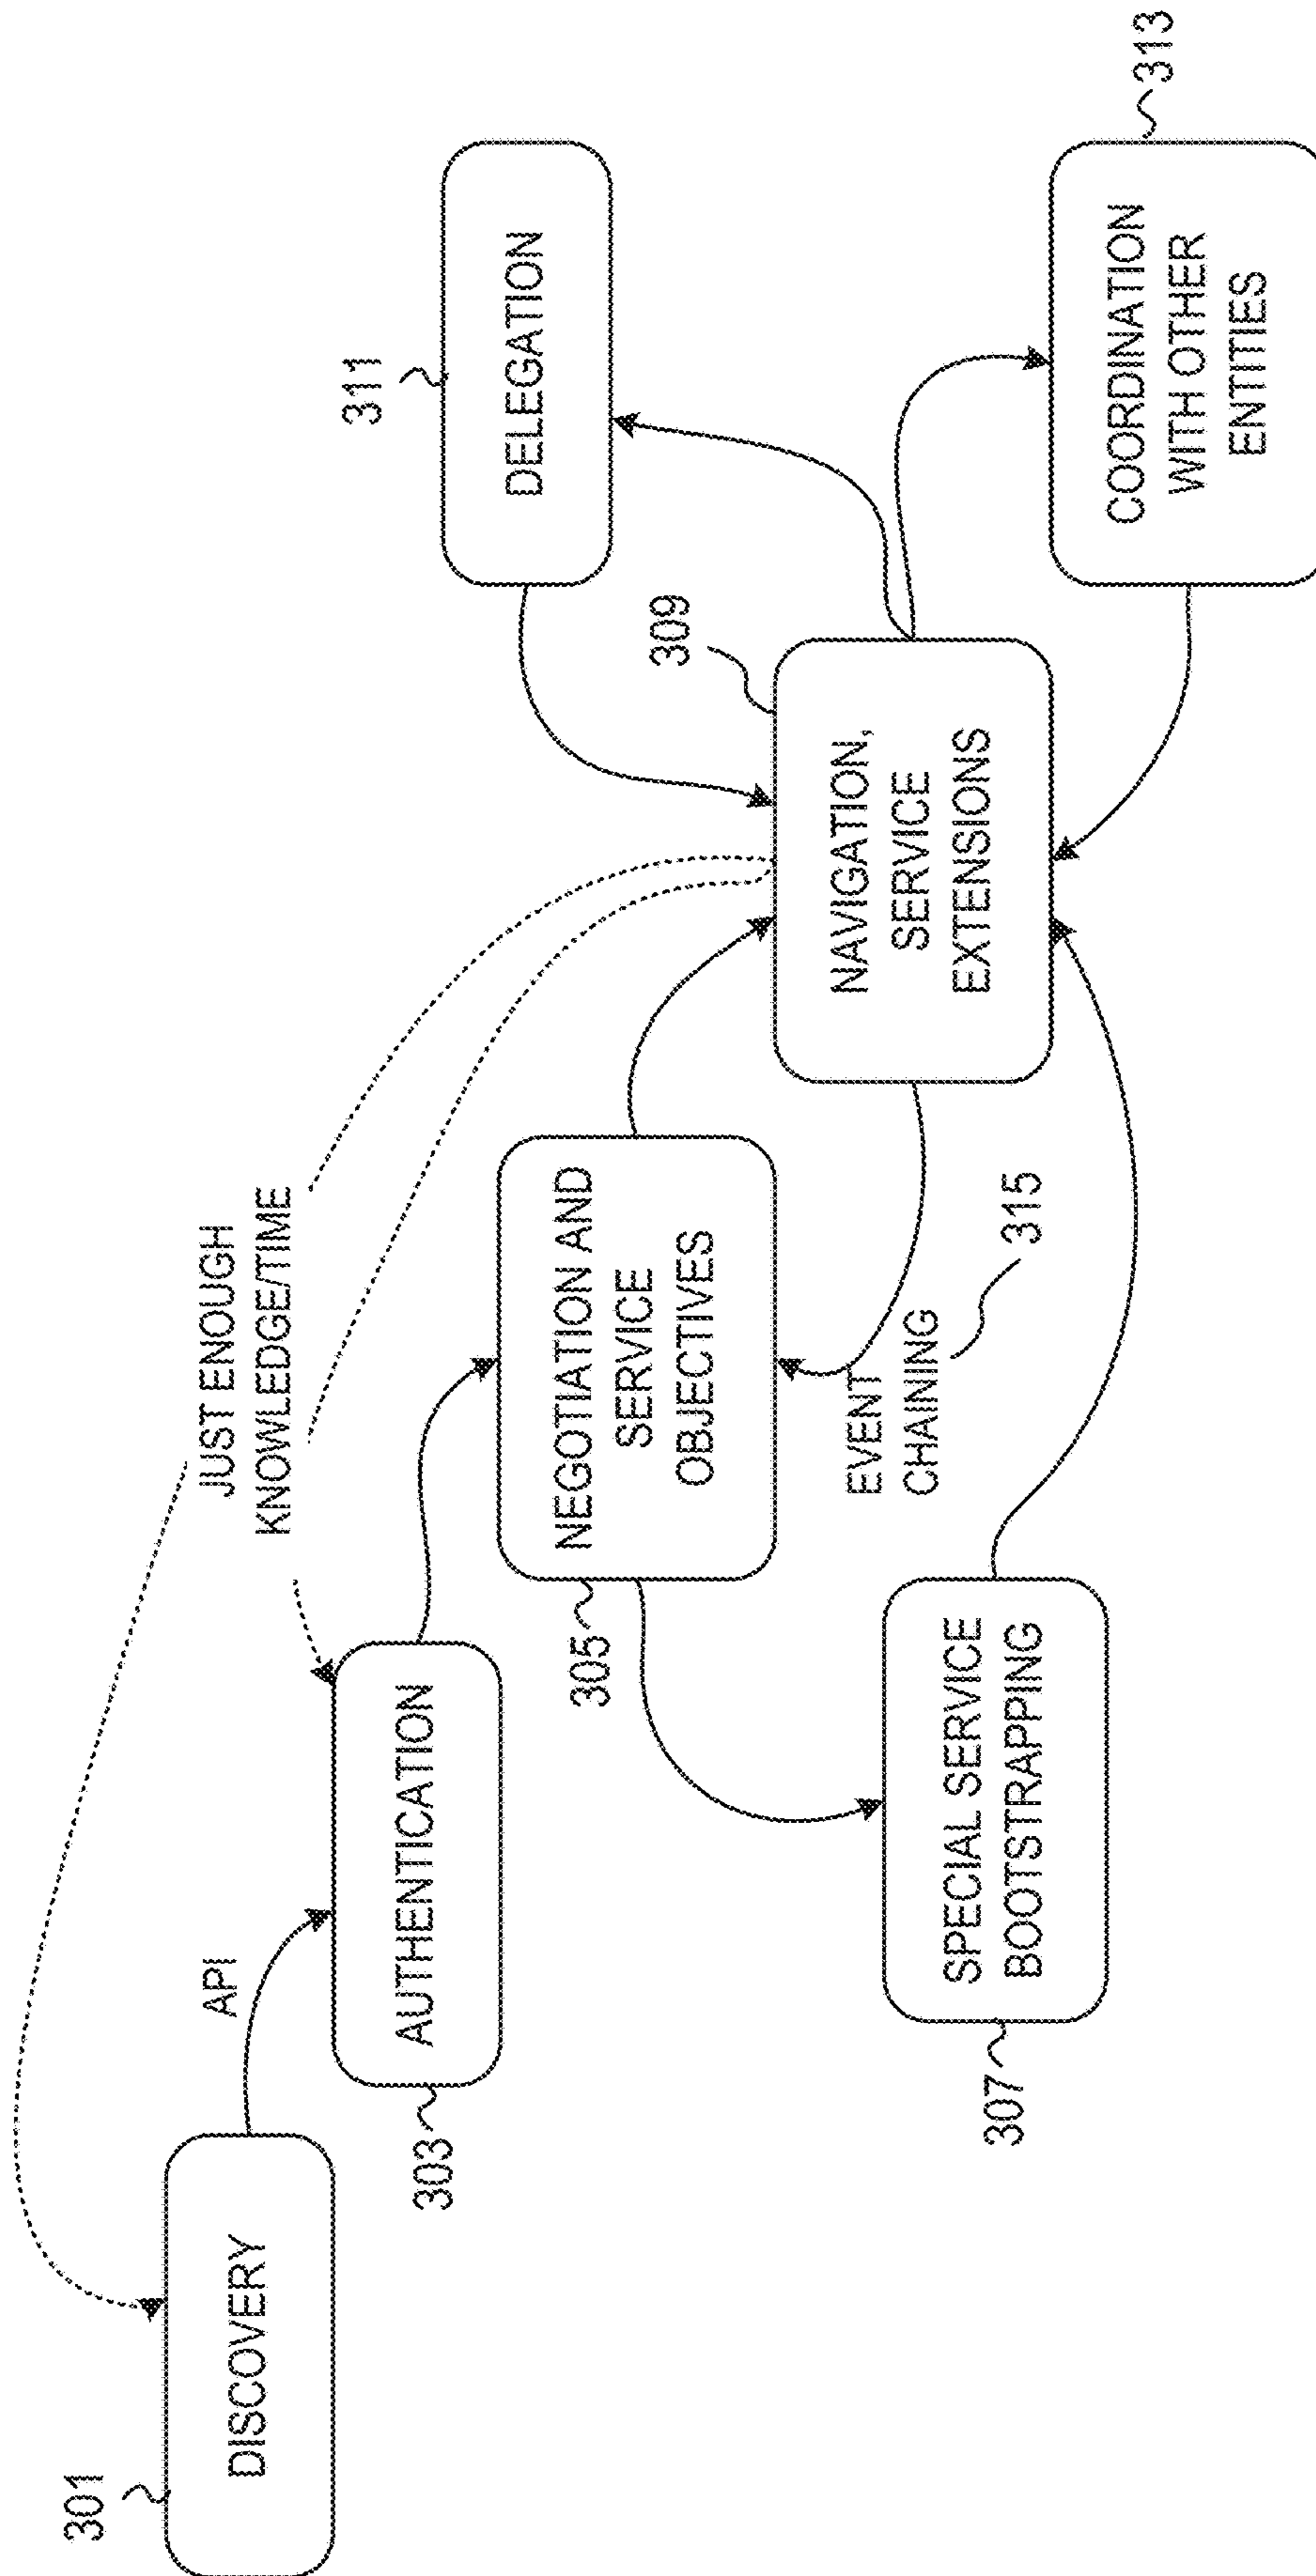 JUST ENOUGH
KNOWLEDGE/TIME
301
DISCOVERY
API
303
AUTHENTICATION
305
NEGOTIATION AND
SERVICE
OBJECTIVES
307
SPECIAL SERVICE
BOOTSTRAPPING
EVENT
CHAINING
315
309
NAVIGATION,
SERVICE
EXTENSIONS
311
DELEGATION
313
COORDINATION
WITH OTHER
ENTITIES